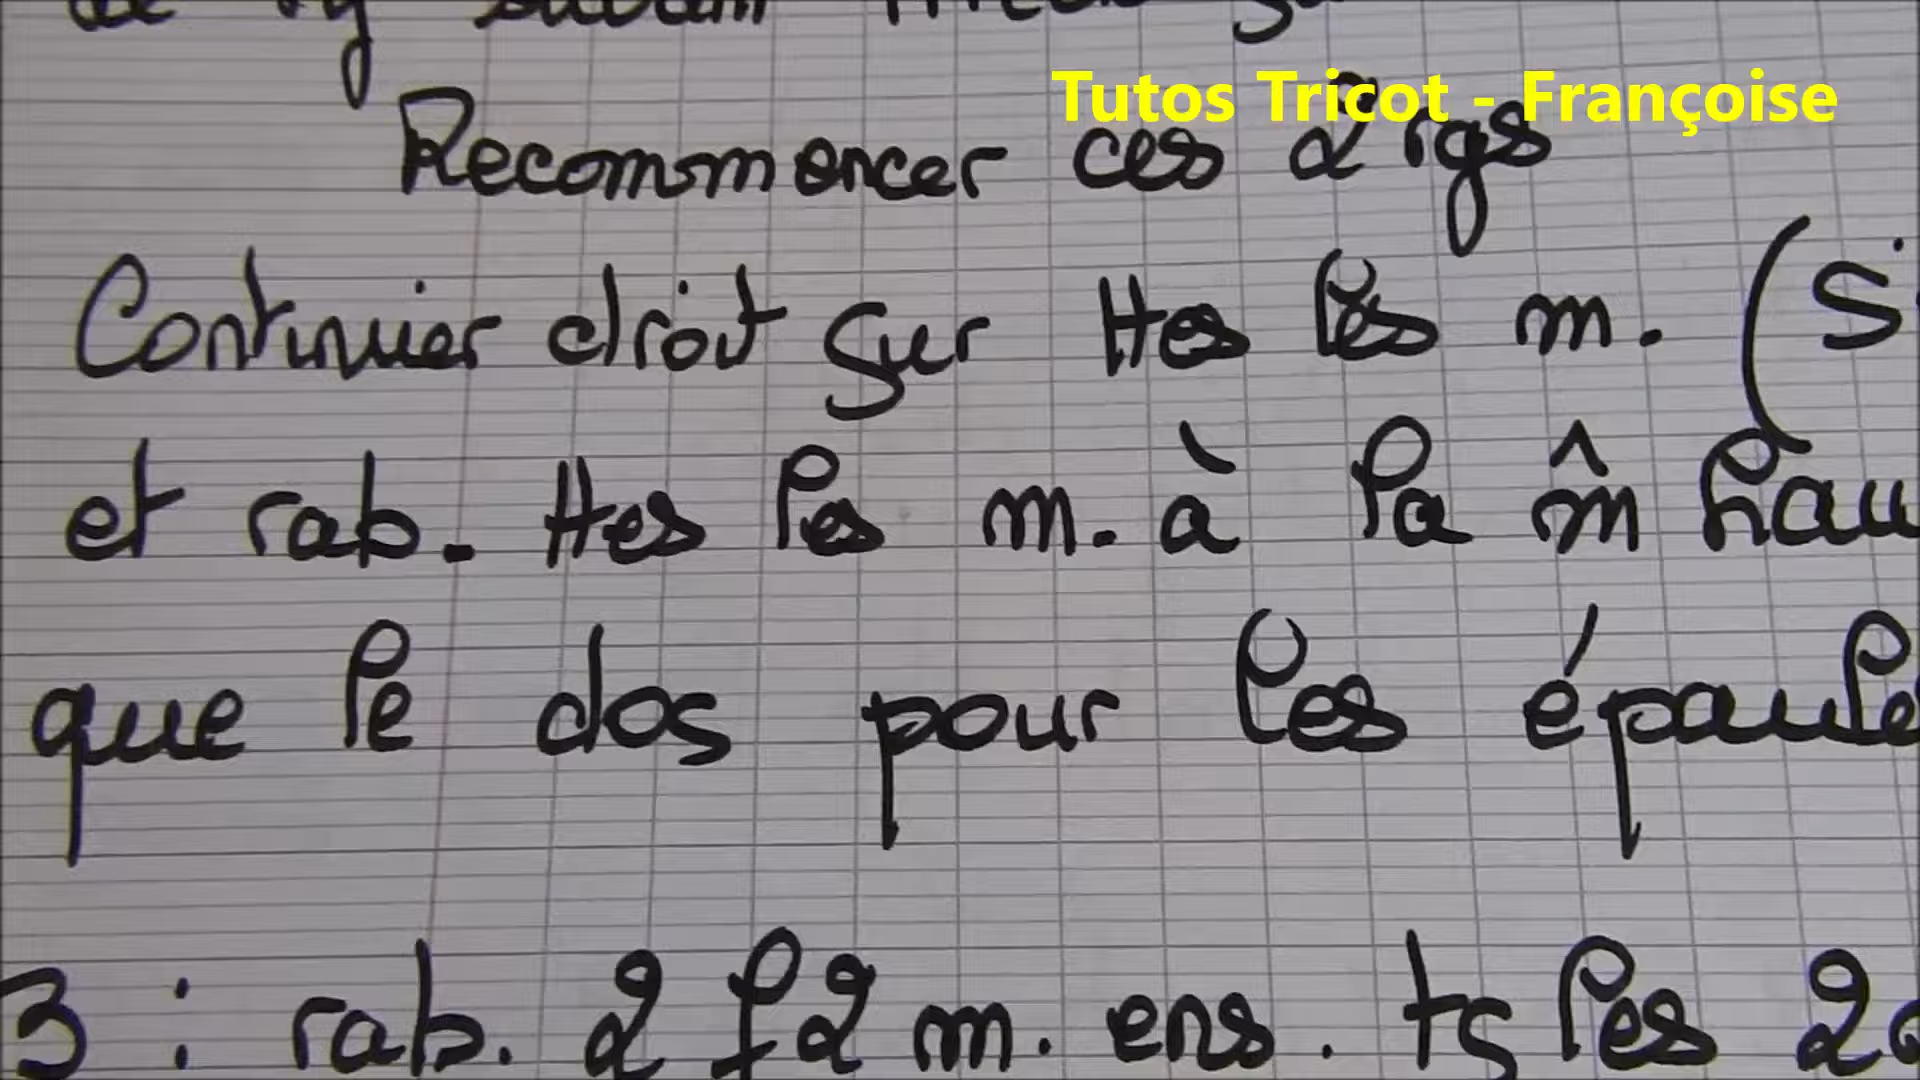 Tutos Tricot - Françoise
Recommencer ces 2 rgs
Continuer droit sur ttes les m. (S
et rab. ttes les m. à la m̂ hau
que le dos pour les épaule
3 : rab. 2 f 2 m. ens. ts les 2